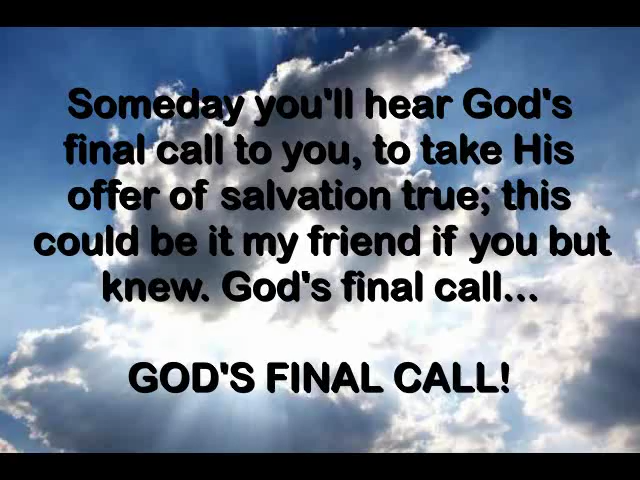 Someday you'll hear God's
final call to you, to take His
offer of salvation true; this
could be it my friend if you but
knew. God's final call...
GOD'S FINAL CALL!